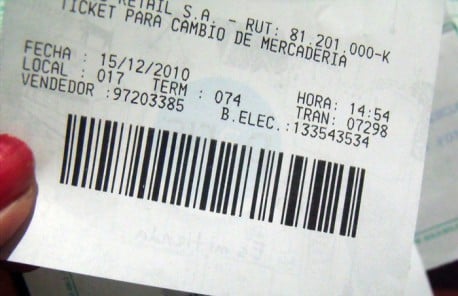 RETAIL S.A - RUT: 81.201.000-K
TICKET PARA CAMBIO DE MERCADERIA
FECHA : 15/12/2010 HORA: 14:54
LOCAL : 017 TERM : 074 TRAN: 07298
VENDEDOR :97203385 B.ELEC.:133543534